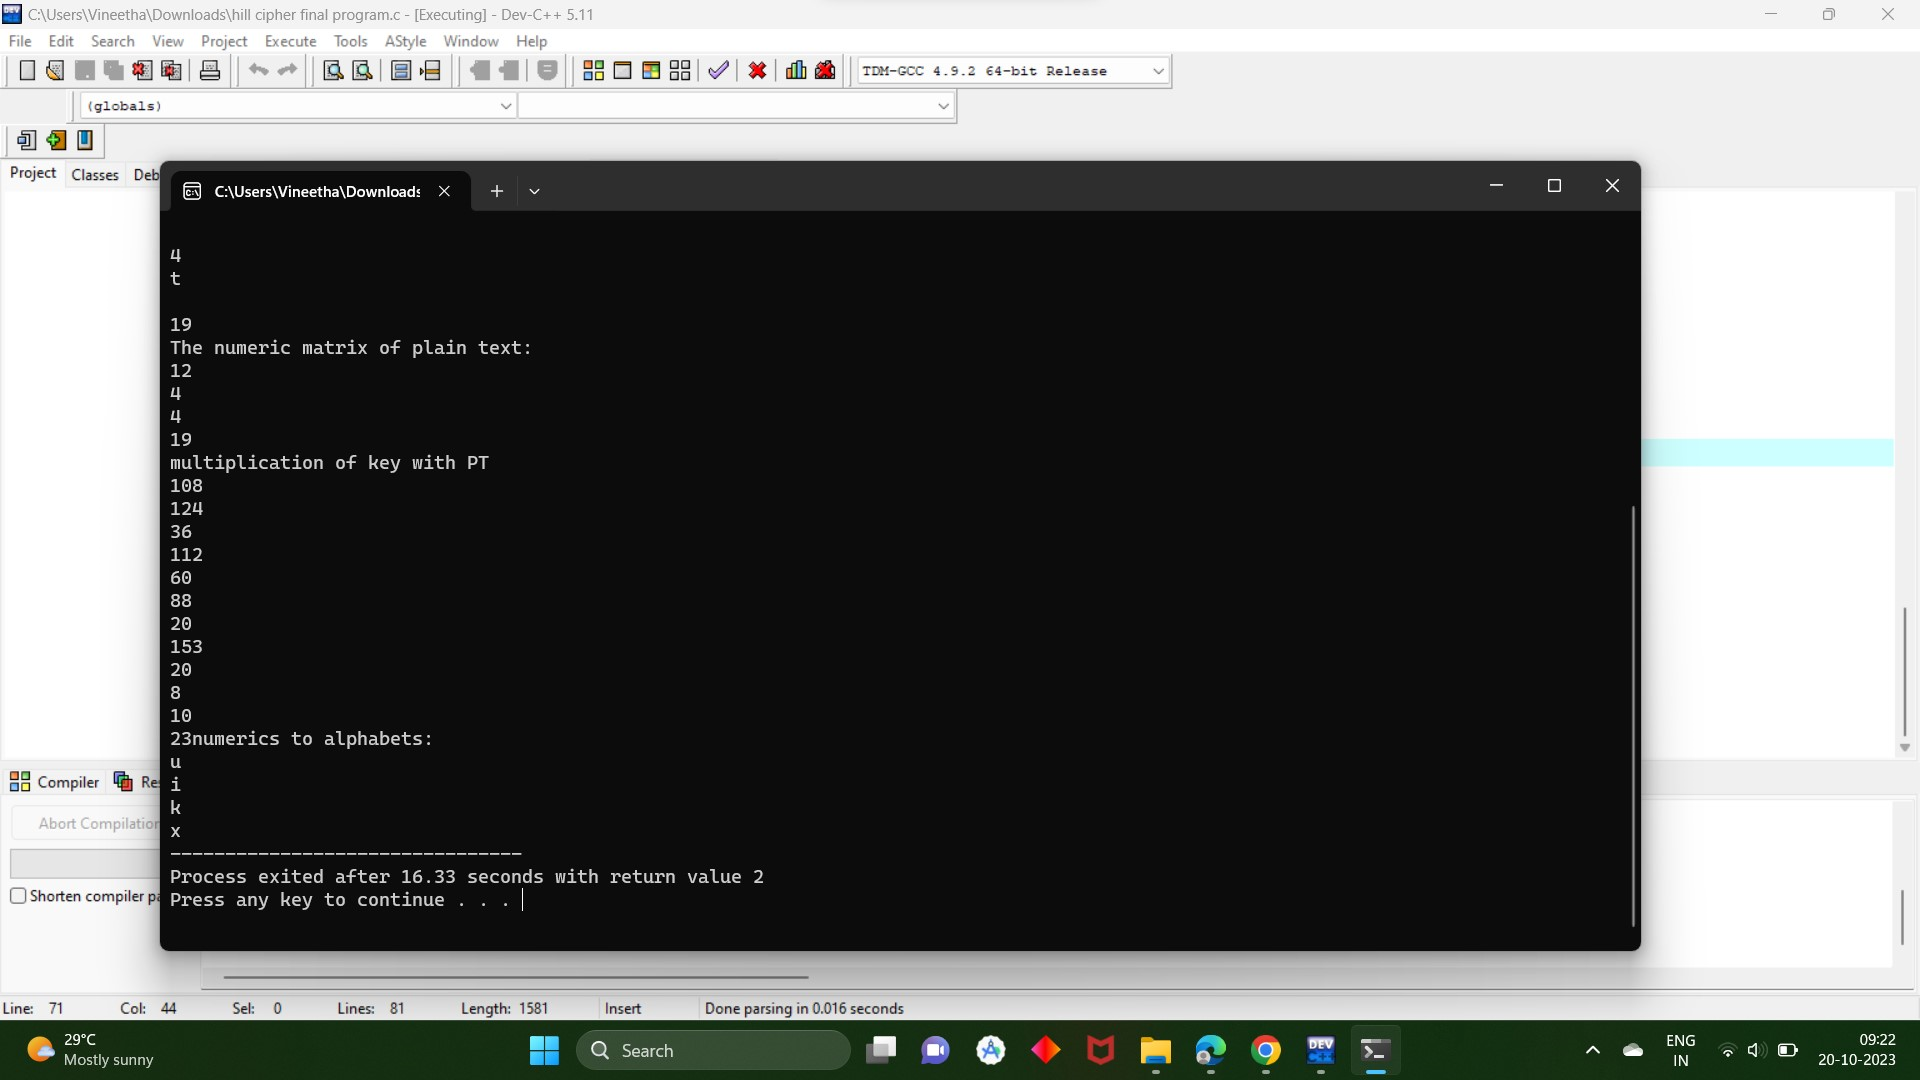 C:\Users\Vineetha\Downloads\hill cipher final program.c - [Executing] - Dev-C++ 5.11
File Edit Search View Project Execute Tools AStyle Window Help
TDM-GCC 4.9.2 64-bit Release
(globals)
Project Classes Deb
C:\Users\Vineetha\Downloads
4
t
19
The numeric matrix of plain text:
12
4
4
19
multiplication of key with PT
108
124
36
112
60
88
20
153
20
8
10
23numerics to alphabets:
u
i
k
x
--------------------------------
Process exited after 16.33 seconds with return value 2
Press any key to continue . . .
Compiler Re
Abort Compilation
Shorten compiler pa
Line: 71 Col: 44 Sel: 0 Lines: 81 Length: 1581 Insert Done parsing in 0.016 seconds
29°C
Mostly sunny
Search
DEV
ENG
IN
09:22
20-10-2023